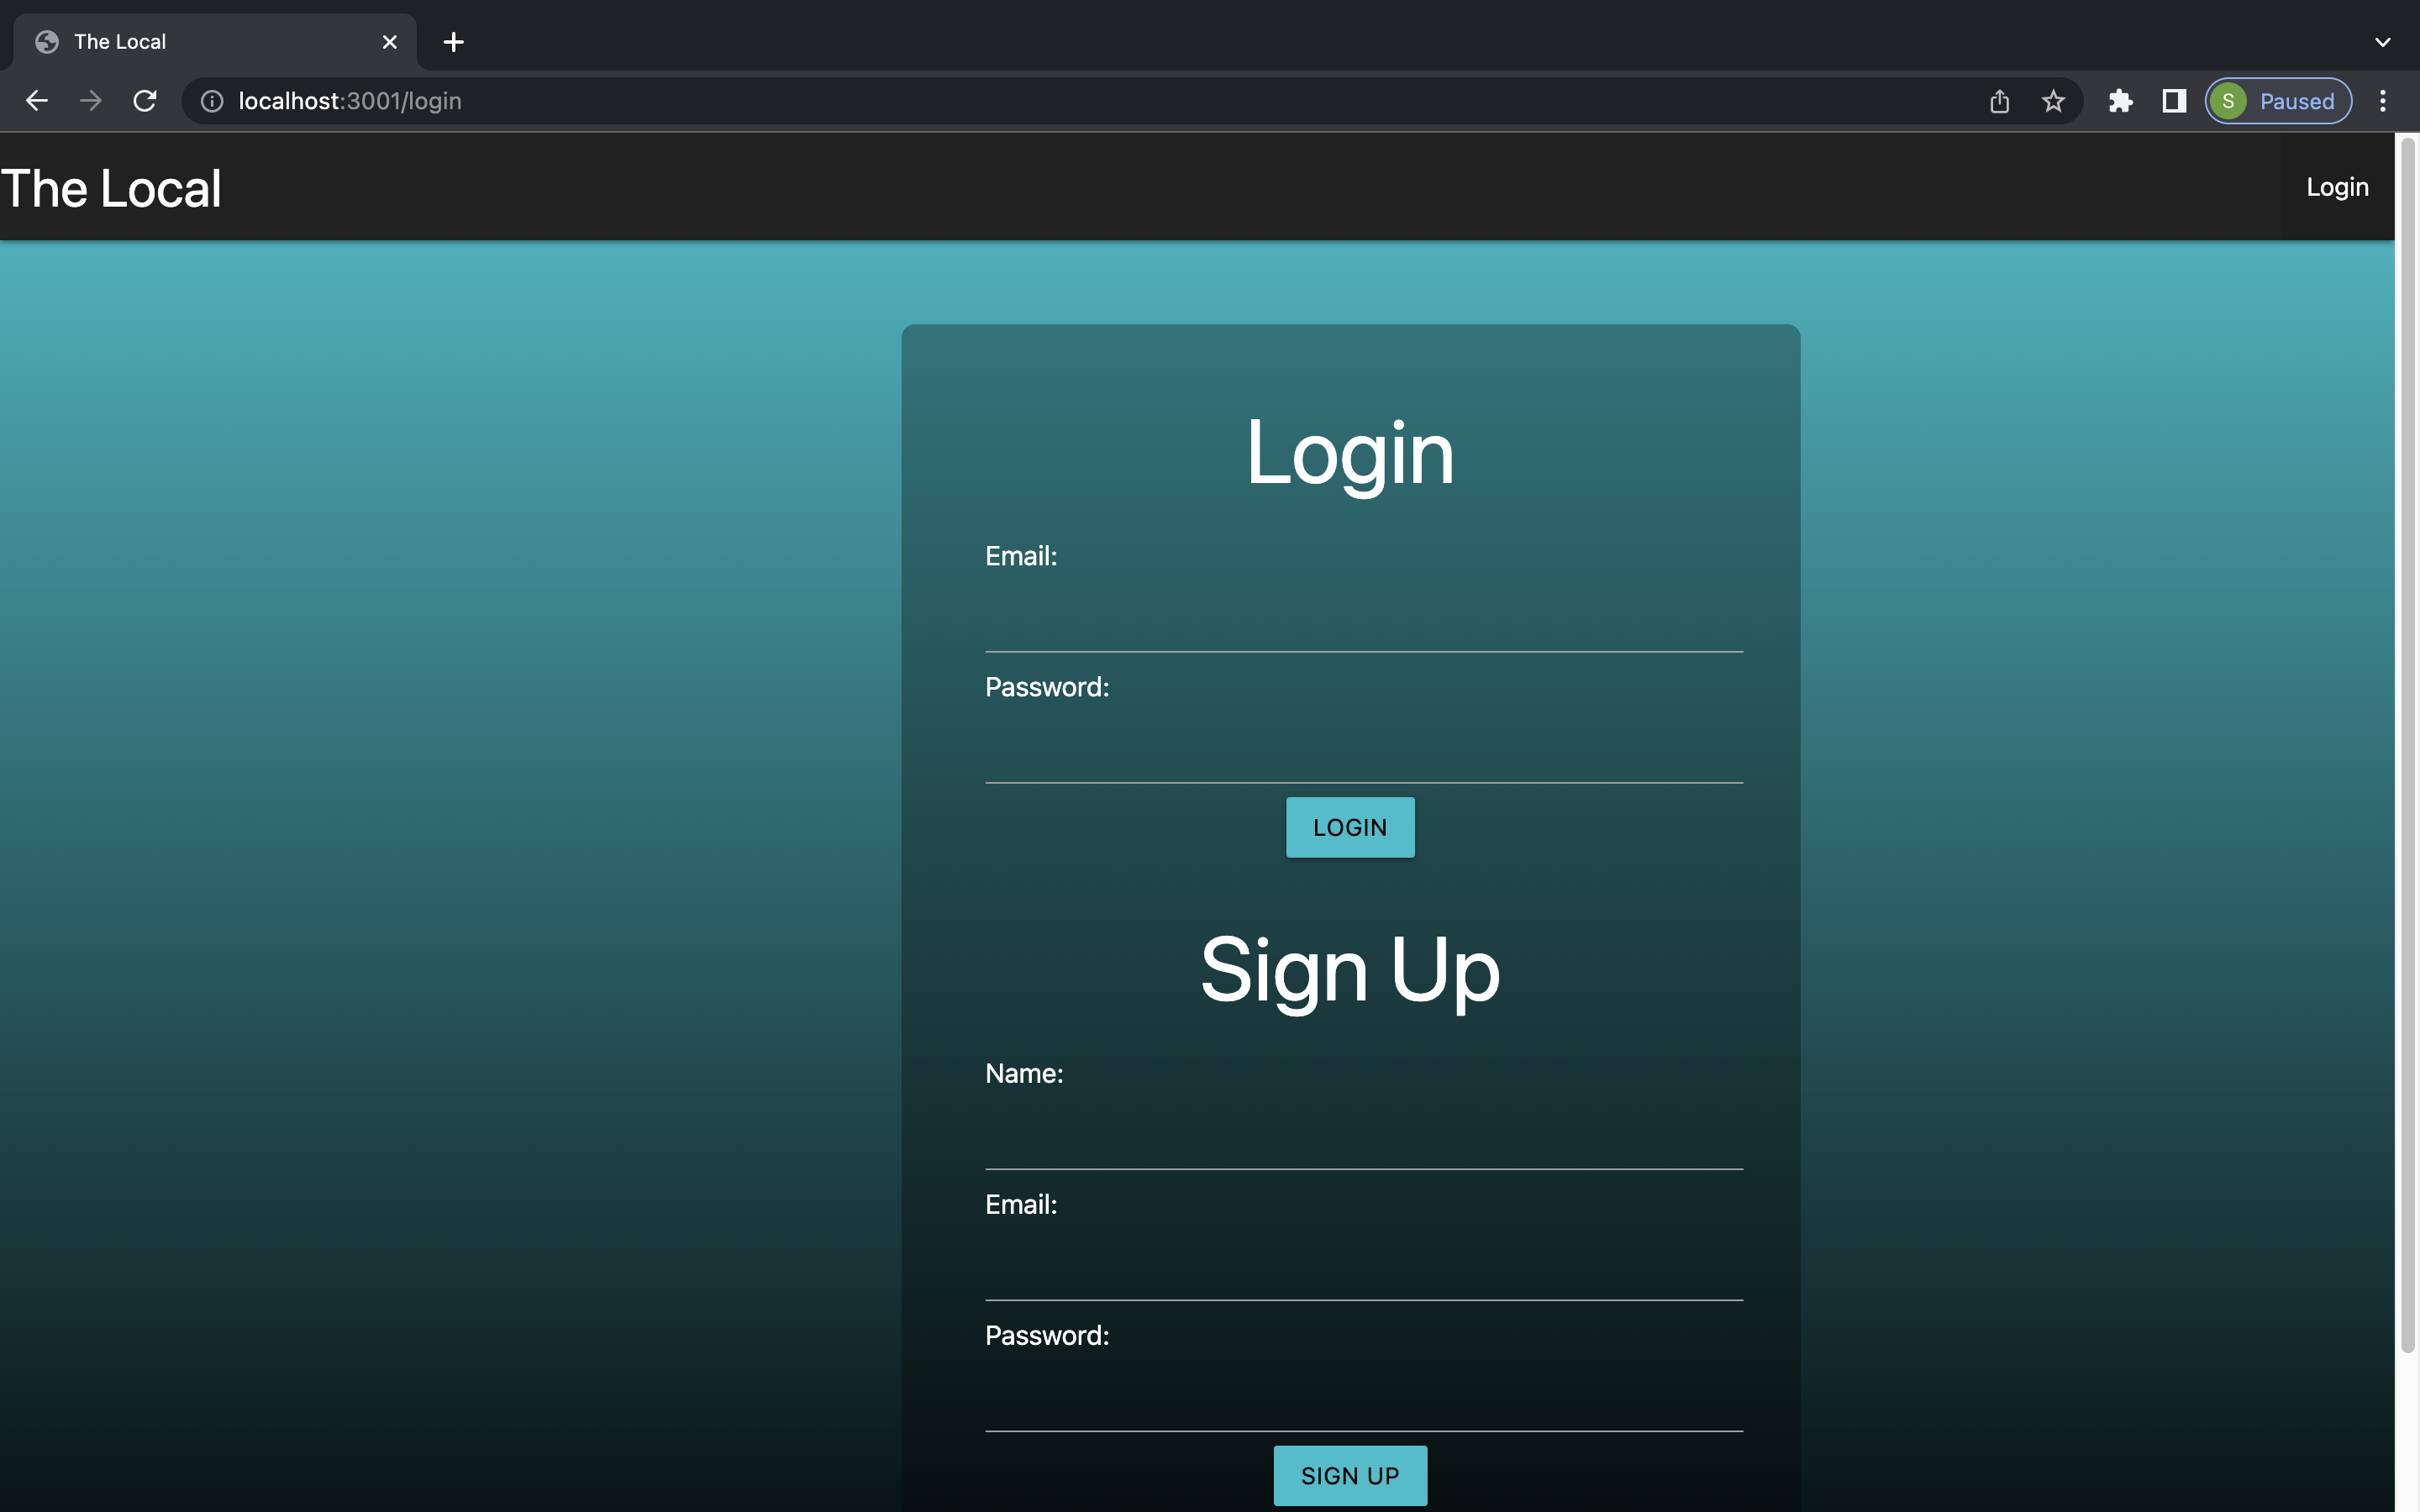 The Local
localhost:3001/login
S Paused
The Local
Login
Login
Email:
Password:
LOGIN
Sign Up
Name:
Email:
Password:
SIGN UP